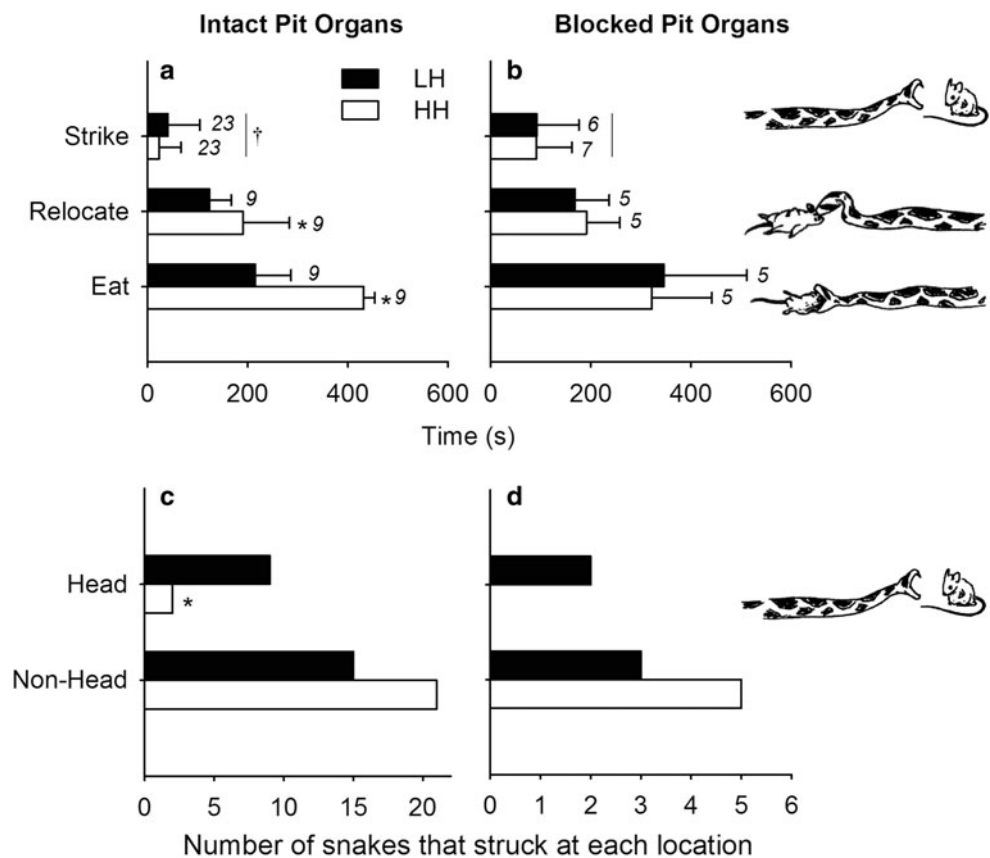 Intact Pit Organs
Blocked Pit Organs
a
LH
HH
Strike
23
23
†
Relocate
9
* 9
Eat
9
* 9
0 200 400 600
b
6
7
5
5
5
5
0 200 400 600
Time (s)
c
Head
*
Non-Head
0 5 10 15 20
d
0 1 2 3 4 5 6
Number of snakes that struck at each location